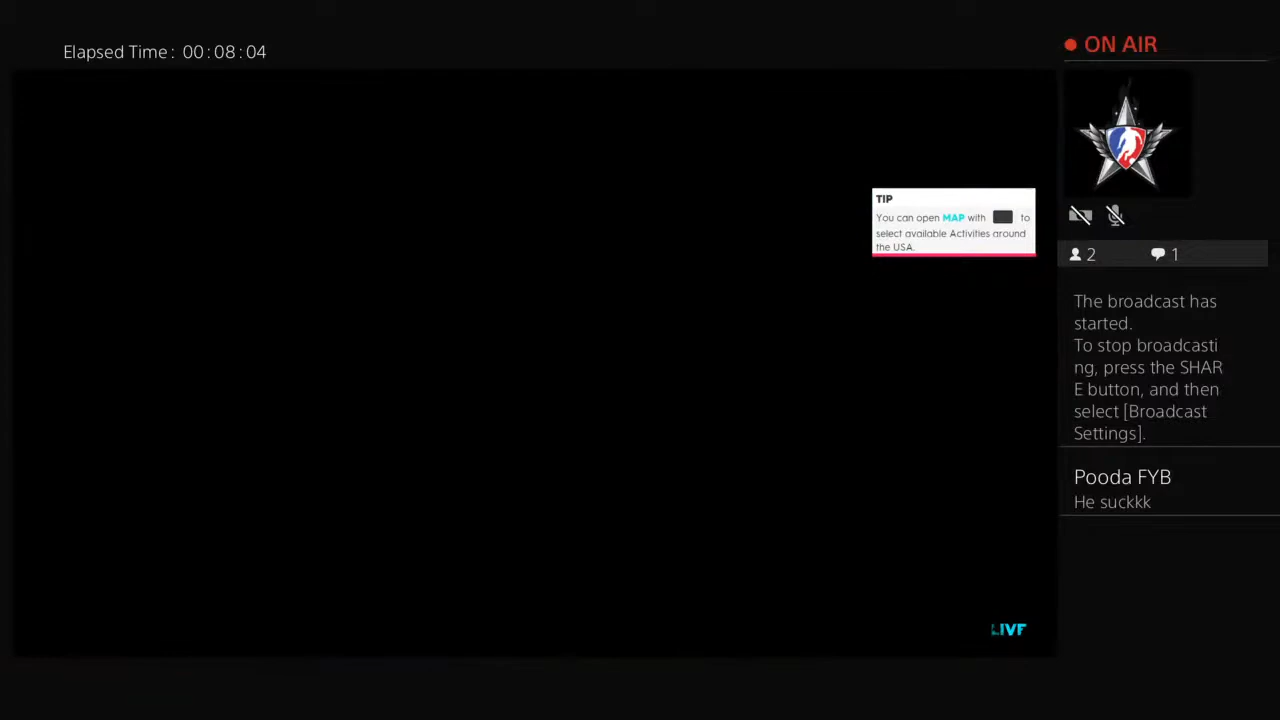 Elapsed Time: 00:08:04
ON AIR
TIP
You can open MAP with to
select available Activities around
the USA.
2 1
The broadcast has
started.
To stop broadcasti
ng, press the SHAR
E button, and then
select [Broadcast
Settings].
Pooda FYB
He suckkk
LIVE